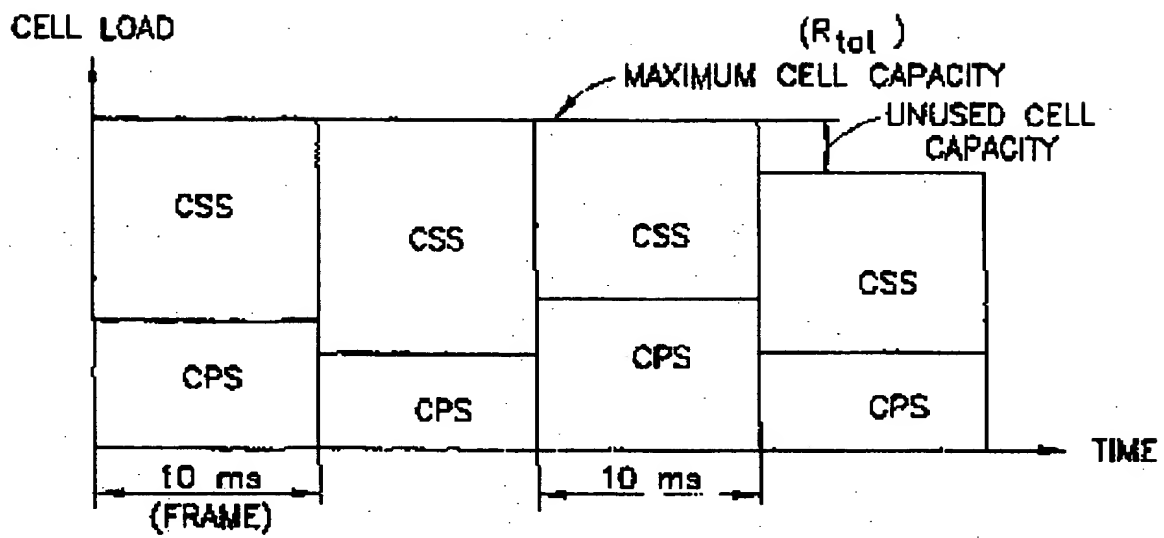 CELL LOAD
(Rtol)
MAXIMUM CELL CAPACITY
UNUSED CELL
CAPACITY
CSS
CSS
CSS
CSS
CPS
CPS
CPS
CPS
TIME
10 ms
10 ms
(FRAME)